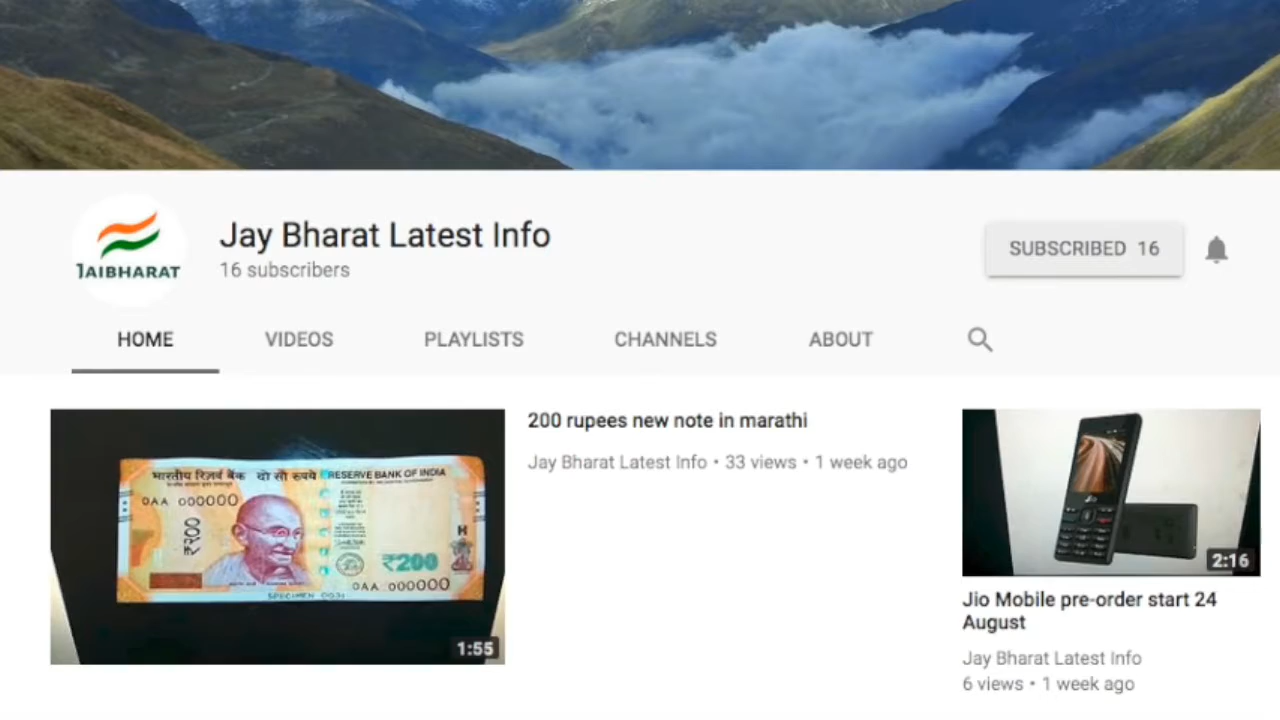 JAIBHARAT
Jay Bharat Latest Info
16 subscribers
SUBSCRIBED 16
HOME
VIDEOS
PLAYLISTS
CHANNELS
ABOUT
भारतीय रिज़र्व बैंक दो सौ रुपये RESERVE BANK OF INDIA
0AA 000000
₹200
₹200
0AA 000000
1:55
200 rupees new note in marathi
Jay Bharat Latest Info • 33 views • 1 week ago
Jio
2:16
Jio Mobile pre-order start 24
August
Jay Bharat Latest Info
6 views • 1 week ago